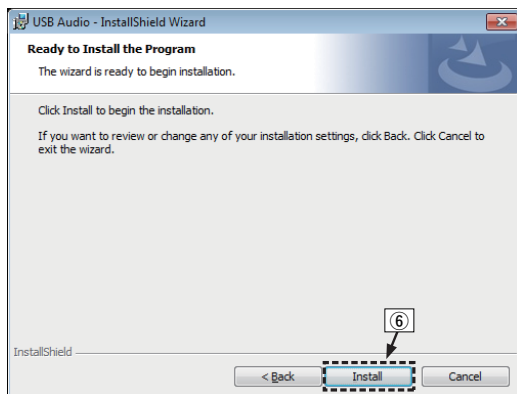 USB Audio - InstallShield Wizard
Ready to Install the Program
The wizard is ready to begin installation.
Click Install to begin the installation.
If you want to review or change any of your installation settings, click Back. Click Cancel to
exit the wizard.
⑥
InstallShield
< Back Install Cancel